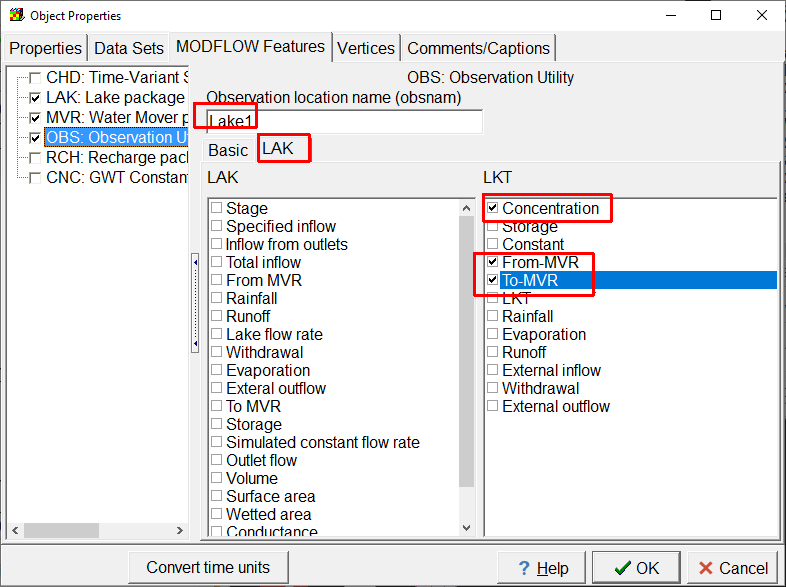 Object Properties
Properties
Data Sets
MODFLOW Features
Vertices
Comments/Captions
CHD: Time-Variant S
LAK: Lake package
MVR: Water Mover p
OBS: Observation Ut
RCH: Recharge pac
CNC: GWT Constan
OBS: Observation Utility
Observation location name (obsnam)
Lake1
Basic
LAK
LAK
Stage
Specified inflow
Inflow from outlets
Total inflow
From MVR
Rainfall
Runoff
Lake flow rate
Withdrawal
Evaporation
Exteral outflow
To MVR
Storage
Simulated constant flow rate
Outlet flow
Volume
Surface area
Wetted area
Conductance
LKT
Concentration
Storage
Constant
From-MVR
To-MVR
LKT
Rainfall
Evaporation
Runoff
External inflow
Withdrawal
External outflow
Convert time units
? Help
OK
Cancel